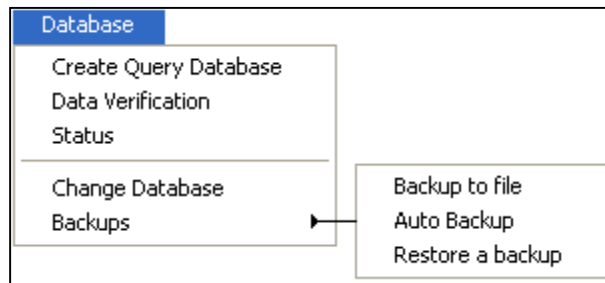 Database
Create Query Database
Data Verification
Status
Change Database
Backups
Backup to file
Auto Backup
Restore a backup